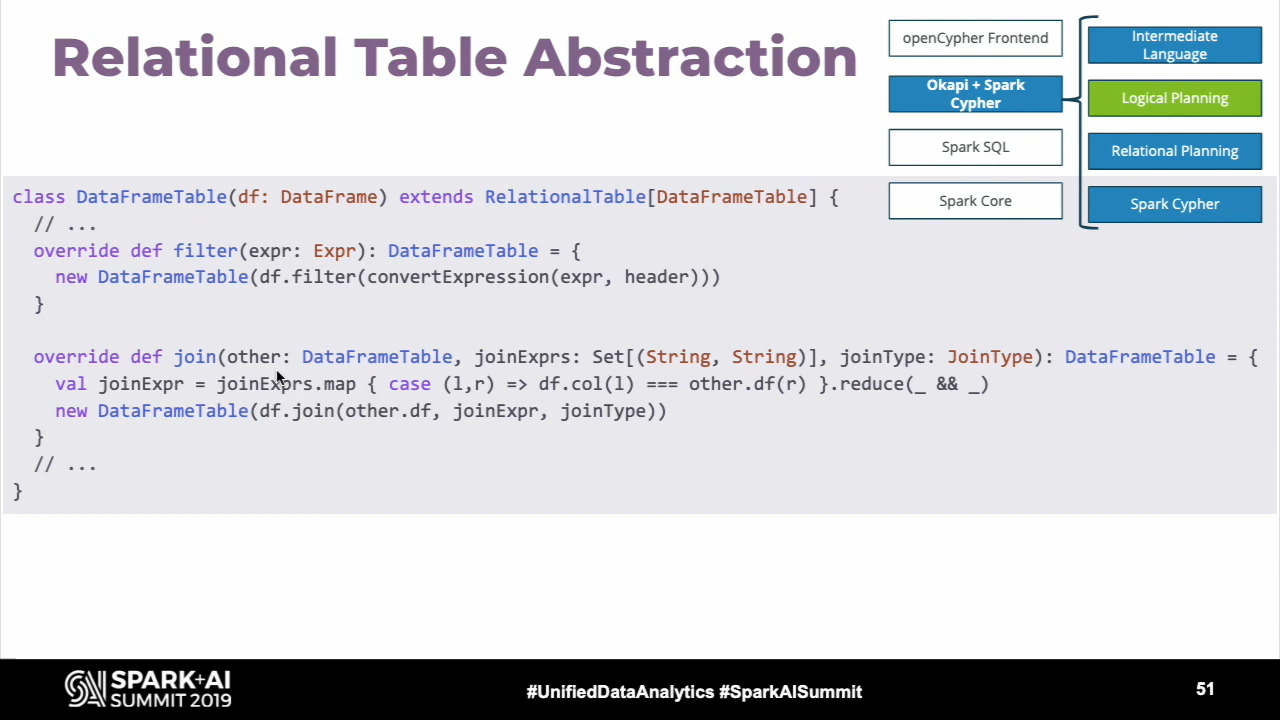 Relational Table Abstraction
openCypher Frontend
Okapi + Spark
Cypher
Spark SQL
Spark Core
Intermediate
Language
Logical Planning
Relational Planning
Spark Cypher
class DataFrameTable(df: DataFrame) extends RelationalTable[DataFrameTable] {
  // ...
  override def filter(expr: Expr): DataFrameTable = {
    new DataFrameTable(df.filter(convertExpression(expr, header)))
  }
  override def join(other: DataFrameTable, joinExprs: Set[(String, String)], joinType: JoinType): DataFrameTable = {
    val joinExpr = joinExprs.map { case (l,r) => df.col(l) === other.df(r) }.reduce(_ && _)
    new DataFrameTable(df.join(other.df, joinExpr, joinType))
  }
  // ...
}
SPARK+AI
SUMMIT 2019
#UnifiedDataAnalytics #SparkAISummit
51